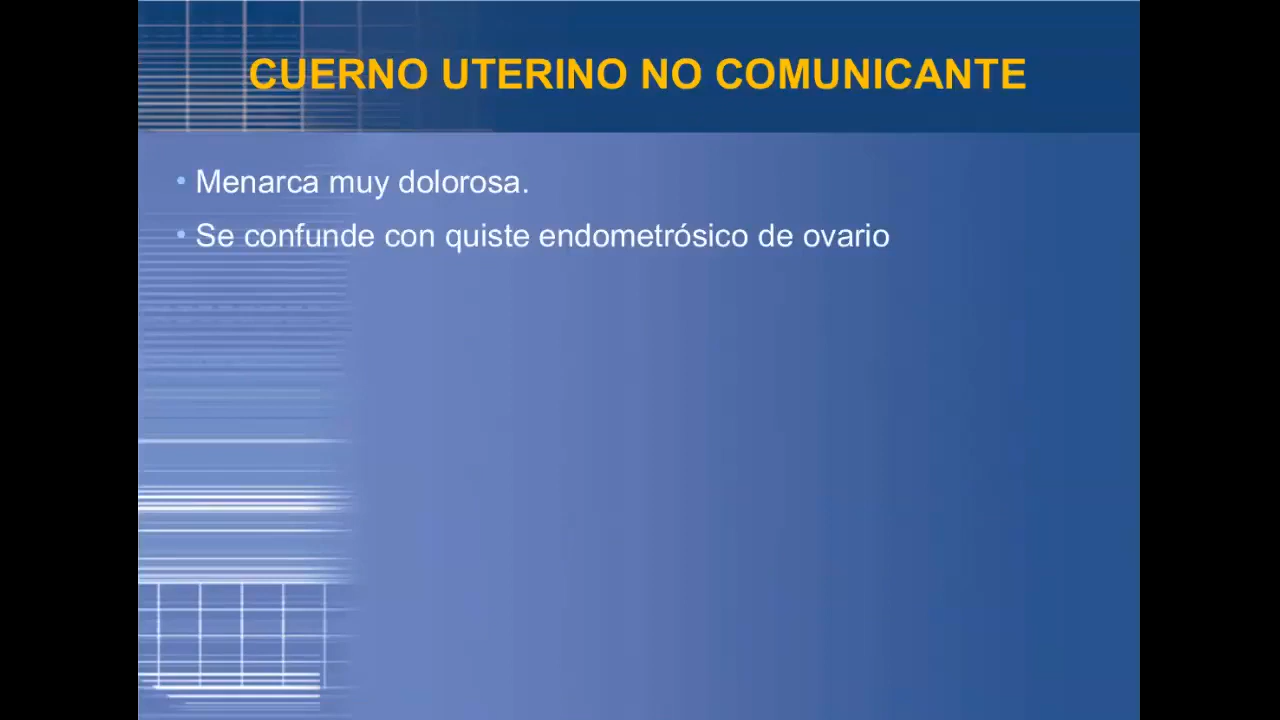 CUERNO UTERINO NO COMUNICANTE
• Menarca muy dolorosa.
• Se confunde con quiste endometrósico de ovario